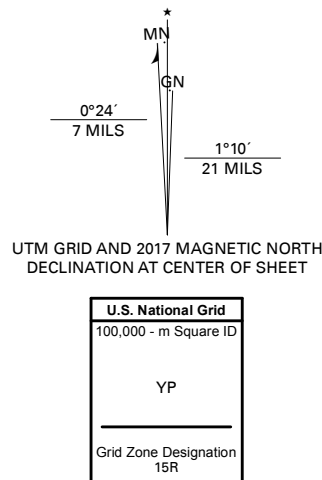 ★
MN
GN
0°24´
7 MILS
1°10´
21 MILS
UTM GRID AND 2017 MAGNETIC NORTH
DECLINATION AT CENTER OF SHEET
U.S. National Grid
100,000 - m Square ID
YP
Grid Zone Designation
15R